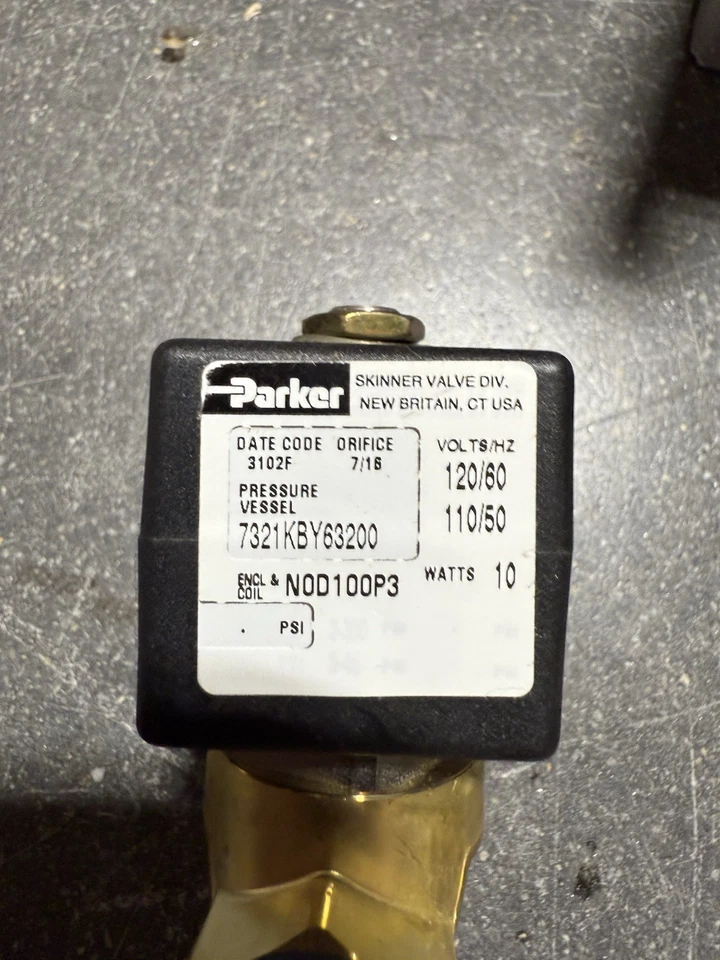 Parker SKINNER VALVE DIV.
NEW BRITAIN, CT USA
DATE CODE ORIFICE VOLTS/HZ
3102F 7/16 120/60
PRESSURE
VESSEL 110/50
7321KBY63200
ENCL &
COIL N0D100P3 WATTS 10
. PSI